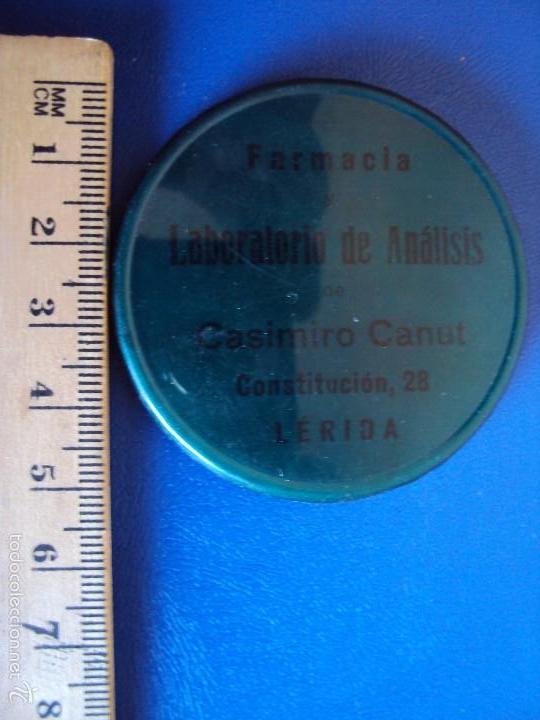 MM
CM
1
2
3
4
5
6
7
8
Farmacia
y
Laboratorio de Análisis
de
Casimiro Canut
Constitución, 28
LÉRIDA
todocoleccion.net